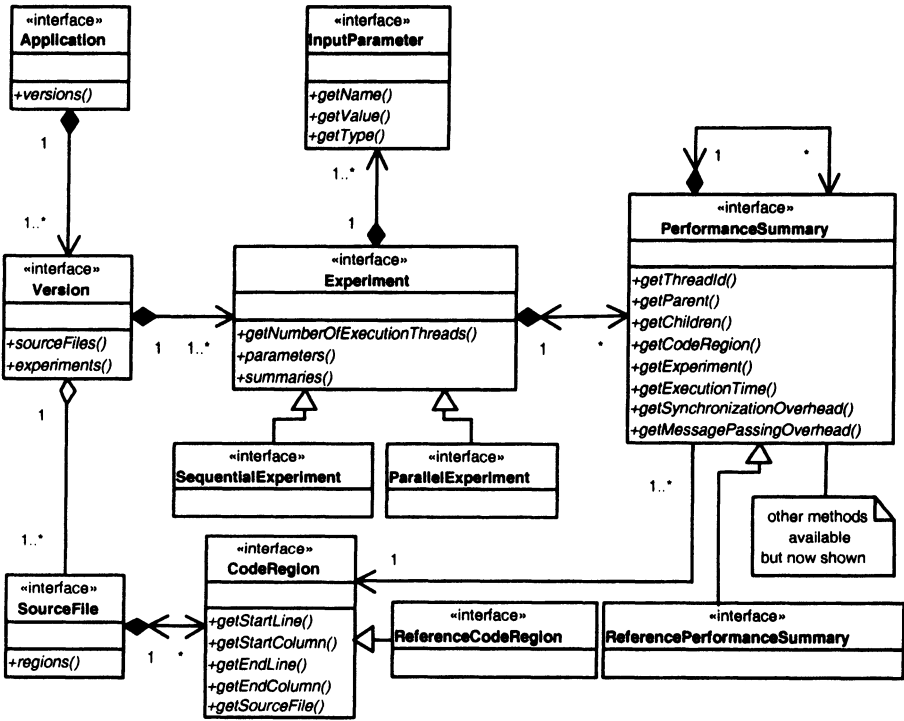 «interface»
Application
+versions()
1
1..*
«interface»
InputParameter
+getName()
+getValue()
+getType()
1..*
1
«interface»
Version
+sourceFiles()
+experiments()
1
1..*
1
1..*
«interface»
Experiment
+getNumberOfExecutionThreads()
+parameters()
+summaries()
1
*
1
*
«interface»
PerformanceSummary
+getThreadId()
+getParent()
+getChildren()
+getCodeRegion()
+getExperiment()
+getExecutionTime()
+getSynchronizationOverhead()
+getMessagePassingOverhead()
«interface»
SequentialExperiment
«interface»
ParallelExperiment
1..*
1
other methods
available
but now shown
«interface»
SourceFile
+regions()
1
*
«interface»
CodeRegion
+getStartLine()
+getStartColumn()
+getEndLine()
+getEndColumn()
+getSourceFile()
«interface»
ReferenceCodeRegion
«interface»
ReferencePerformanceSummary